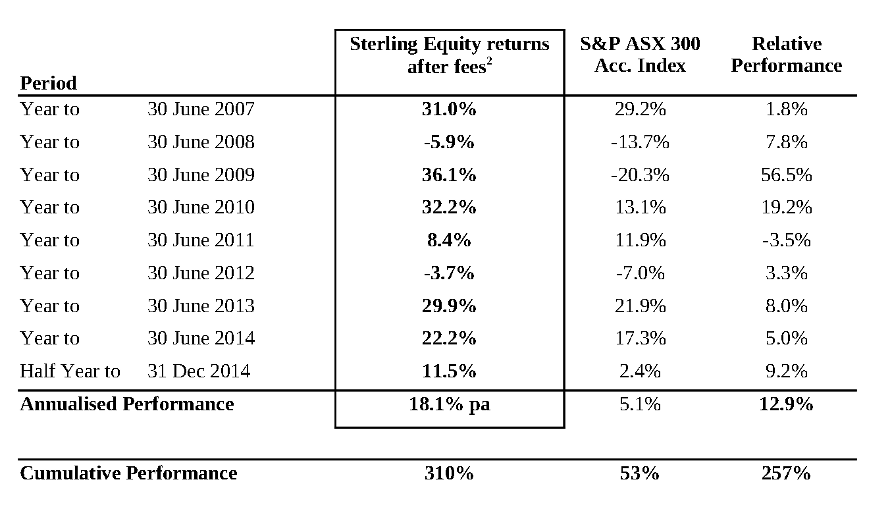 Sterling Equity returns S&P ASX 300 Relative
after fees² Acc. Index Performance
Period
Year to 30 June 2007 31.0% 29.2% 1.8%
Year to 30 June 2008 -5.9% -13.7% 7.8%
Year to 30 June 2009 36.1% -20.3% 56.5%
Year to 30 June 2010 32.2% 13.1% 19.2%
Year to 30 June 2011 8.4% 11.9% -3.5%
Year to 30 June 2012 -3.7% -7.0% 3.3%
Year to 30 June 2013 29.9% 21.9% 8.0%
Year to 30 June 2014 22.2% 17.3% 5.0%
Half Year to 31 Dec 2014 11.5% 2.4% 9.2%
Annualised Performance 18.1% pa 5.1% 12.9%
Cumulative Performance 310% 53% 257%